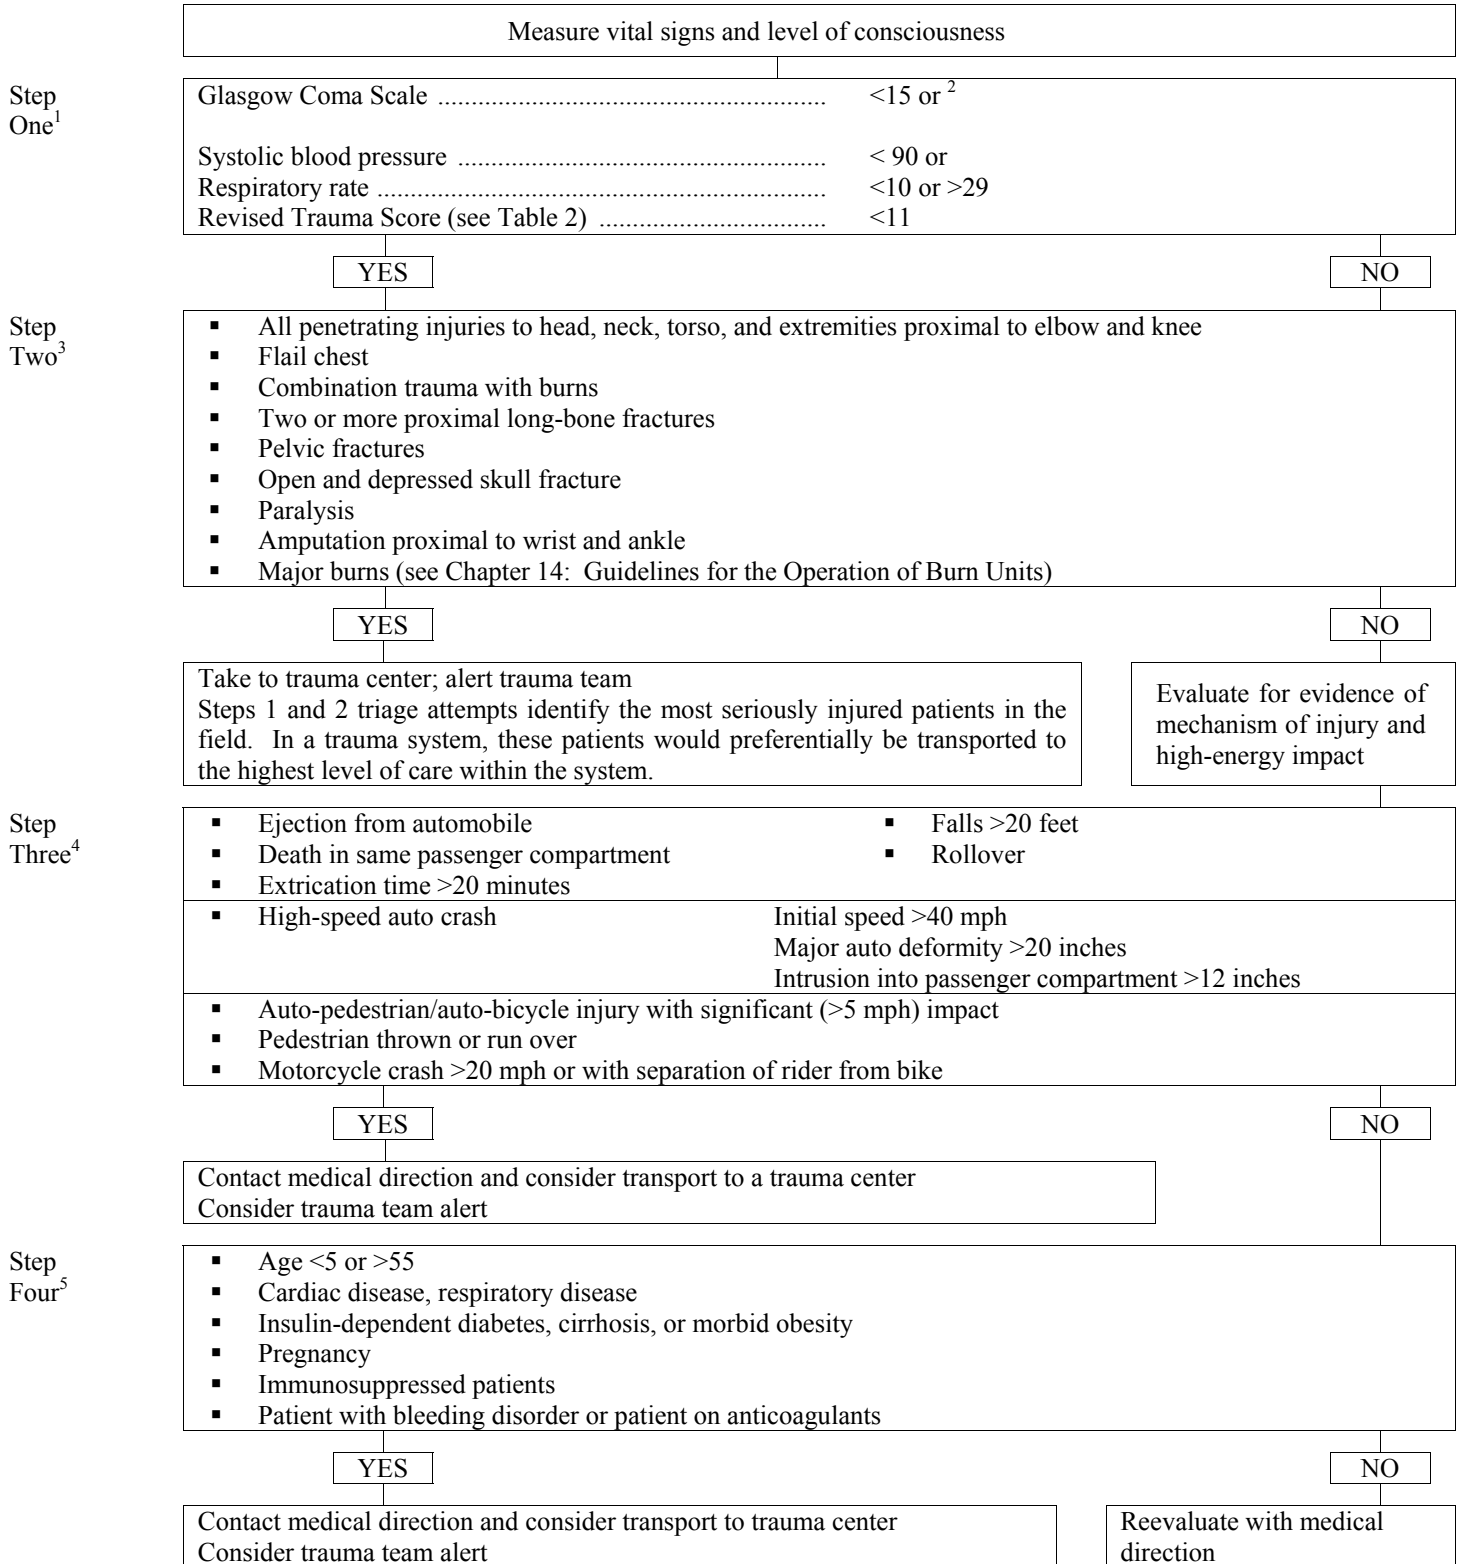 Measure vital signs and level of consciousness
Step One¹
Glasgow Coma Scale .......................................................... <15 or ²
Systolic blood pressure ....................................................... < 90 or
Respiratory rate ................................................................... <10 or >29
Revised Trauma Score (see Table 2) .................................. <11
YES
NO
Step Two³
▪ All penetrating injuries to head, neck, torso, and extremities proximal to elbow and knee
▪ Flail chest
▪ Combination trauma with burns
▪ Two or more proximal long-bone fractures
▪ Pelvic fractures
▪ Open and depressed skull fracture
▪ Paralysis
▪ Amputation proximal to wrist and ankle
▪ Major burns (see Chapter 14: Guidelines for the Operation of Burn Units)
YES
NO
Take to trauma center; alert trauma team
Steps 1 and 2 triage attempts identify the most seriously injured patients in the
field. In a trauma system, these patients would preferentially be transported to
the highest level of care within the system.
Evaluate for evidence of
mechanism of injury and
high-energy impact
Step Three⁴
▪ Ejection from automobile
▪ Death in same passenger compartment
▪ Extrication time >20 minutes
▪ Falls >20 feet
▪ Rollover
▪ High-speed auto crash
Initial speed >40 mph
Major auto deformity >20 inches
Intrusion into passenger compartment >12 inches
▪ Auto-pedestrian/auto-bicycle injury with significant (>5 mph) impact
▪ Pedestrian thrown or run over
▪ Motorcycle crash >20 mph or with separation of rider from bike
YES
NO
Contact medical direction and consider transport to a trauma center
Consider trauma team alert
Step Four⁵
▪ Age <5 or >55
▪ Cardiac disease, respiratory disease
▪ Insulin-dependent diabetes, cirrhosis, or morbid obesity
▪ Pregnancy
▪ Immunosuppressed patients
▪ Patient with bleeding disorder or patient on anticoagulants
YES
NO
Contact medical direction and consider transport to trauma center
Consider trauma team alert
Reevaluate with medical
direction